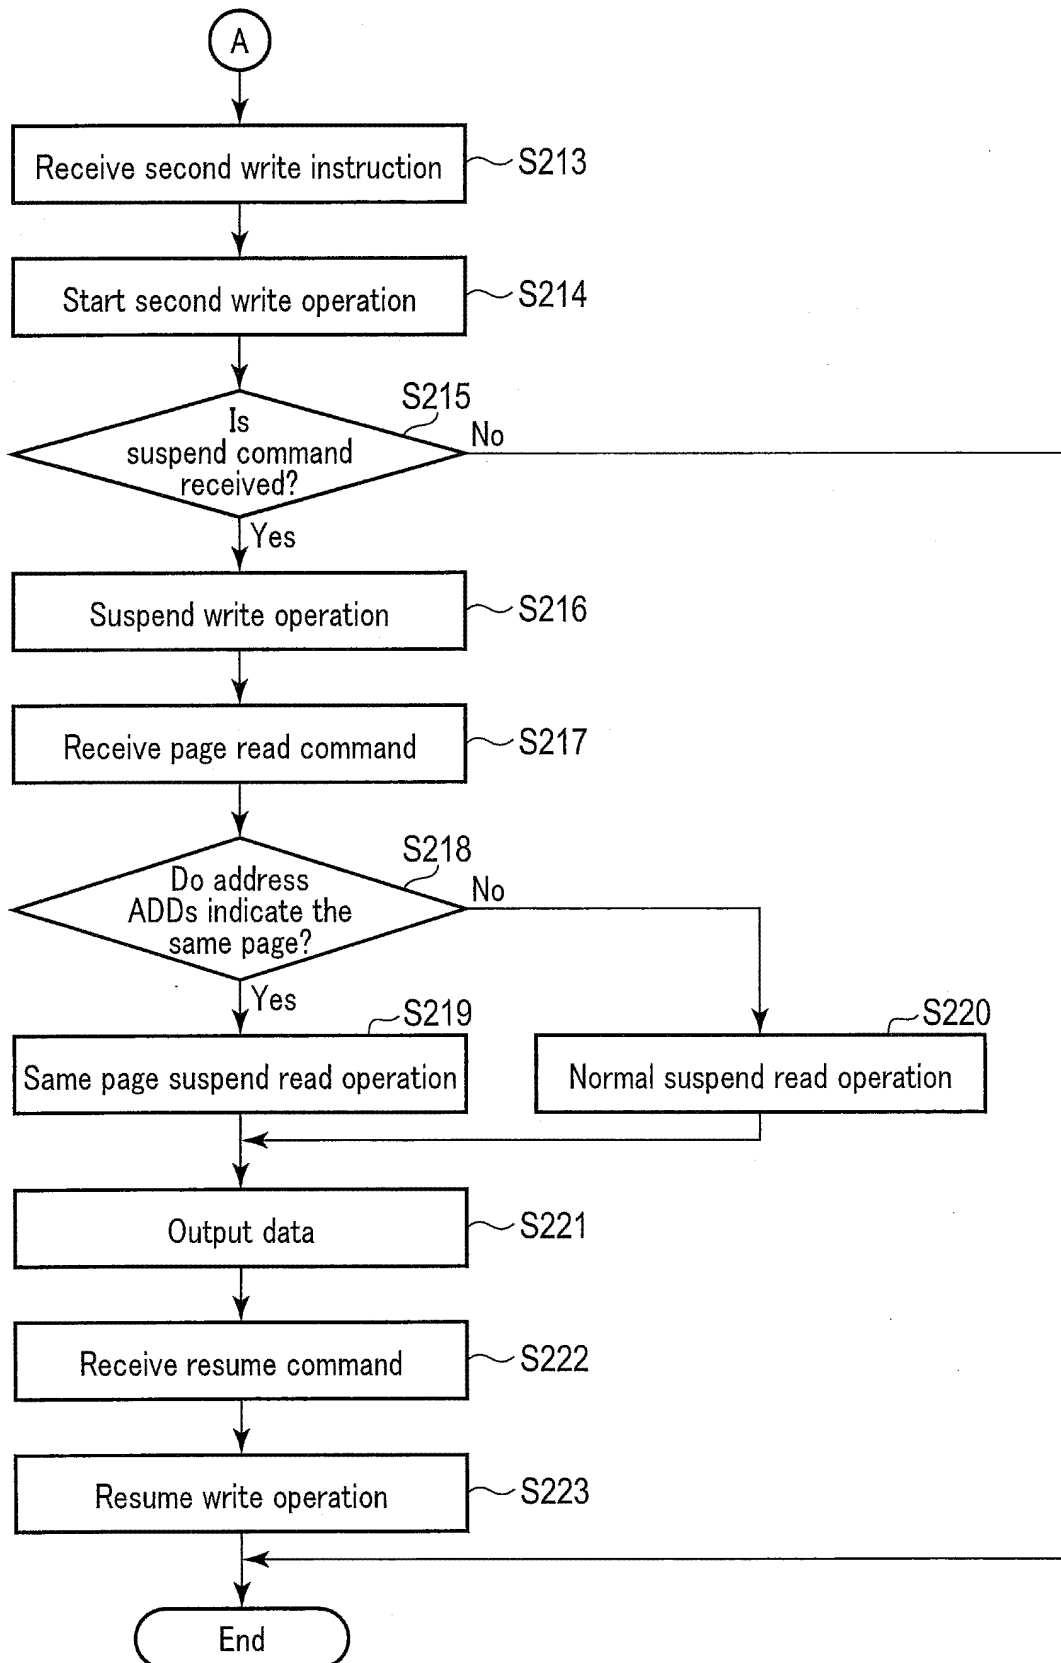 A
Receive second write instruction
S213
Start second write operation
S214
S215
Is
suspend command
received?
No
Yes
Suspend write operation
S216
Receive page read command
S217
S218
Do address
ADDs indicate the
same page?
No
Yes
S219
S220
Same page suspend read operation
Normal suspend read operation
Output data
S221
Receive resume command
S222
Resume write operation
S223
End